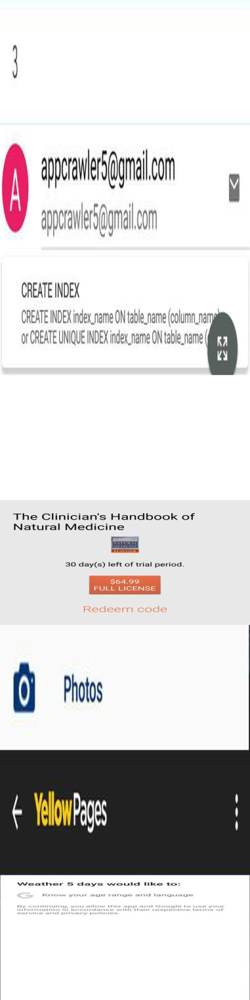 3
A
appcrawler5@gmail.com
appcrawler5@gmail.com
CREATE INDEX
CREATE INDEX index_name ON table_name (column_name)
or CREATE UNIQUE INDEX index_name ON table_name (
The Clinician's Handbook of
Natural Medicine
NATURAL
MEDICINE
ELSEVIER
30 day(s) left of trial period.
$64.99
FULL LICENSE
Redeem code
Photos
YellowPages
Weather 5 days would like to:
G Know your age range and language
By continuing, you allow this app and Google to use your
information in accordance with their respective terms of
service and privacy policies.